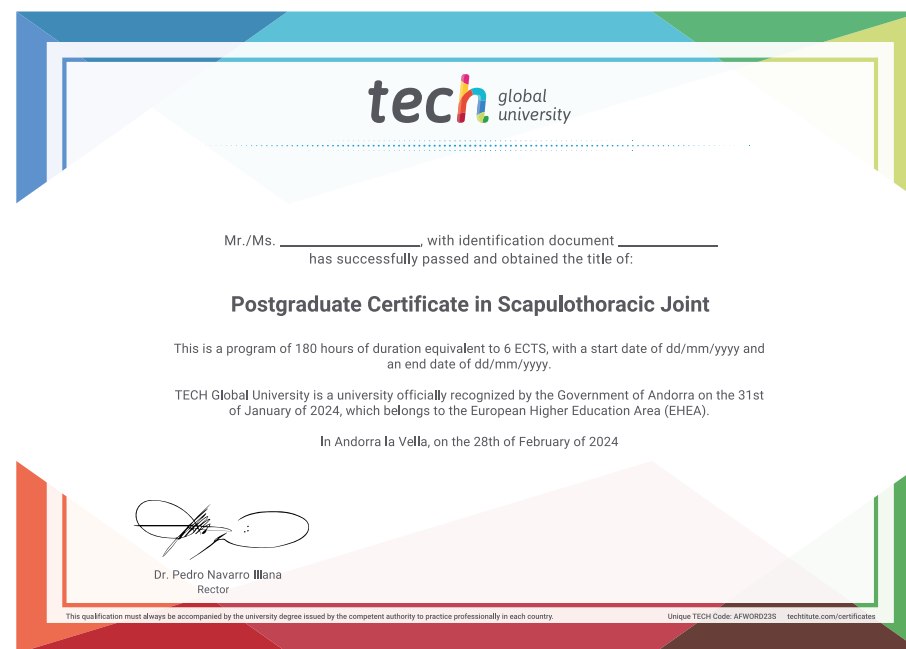 tech global
university
Mr./Ms. ____________, with identification document ____________
has successfully passed and obtained the title of:
Postgraduate Certificate in Scapulothoracic Joint
This is a program of 180 hours of duration equivalent to 6 ECTS, with a start date of dd/mm/yyyy and
an end date of dd/mm/yyyy.
TECH Global University is a university officially recognized by the Government of Andorra on the 31st
of January of 2024, which belongs to the European Higher Education Area (EHEA).
In Andorra la Vella, on the 28th of February of 2024
Dr. Pedro Navarro Illana
Rector
This qualification must always be accompanied by the university degree issued by the competent authority to practice professionally in each country.
Unique TECH Code: AFWORD23S techtitute.com/certificates